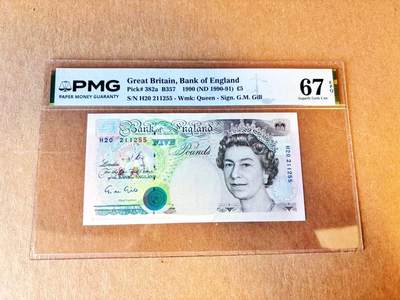 PMG
PAPER MONEY GUARANTY
Great Britain, Bank of England
Pick# 382a B357 1990 (ND 1990-91) £5
S/N H20 211255 - Wmk: Queen - Sign. G.M. Gill
67 EPQ
Superb Gem Unc
Bank of England
H20 211255
FIVE
Pounds
H20 211255